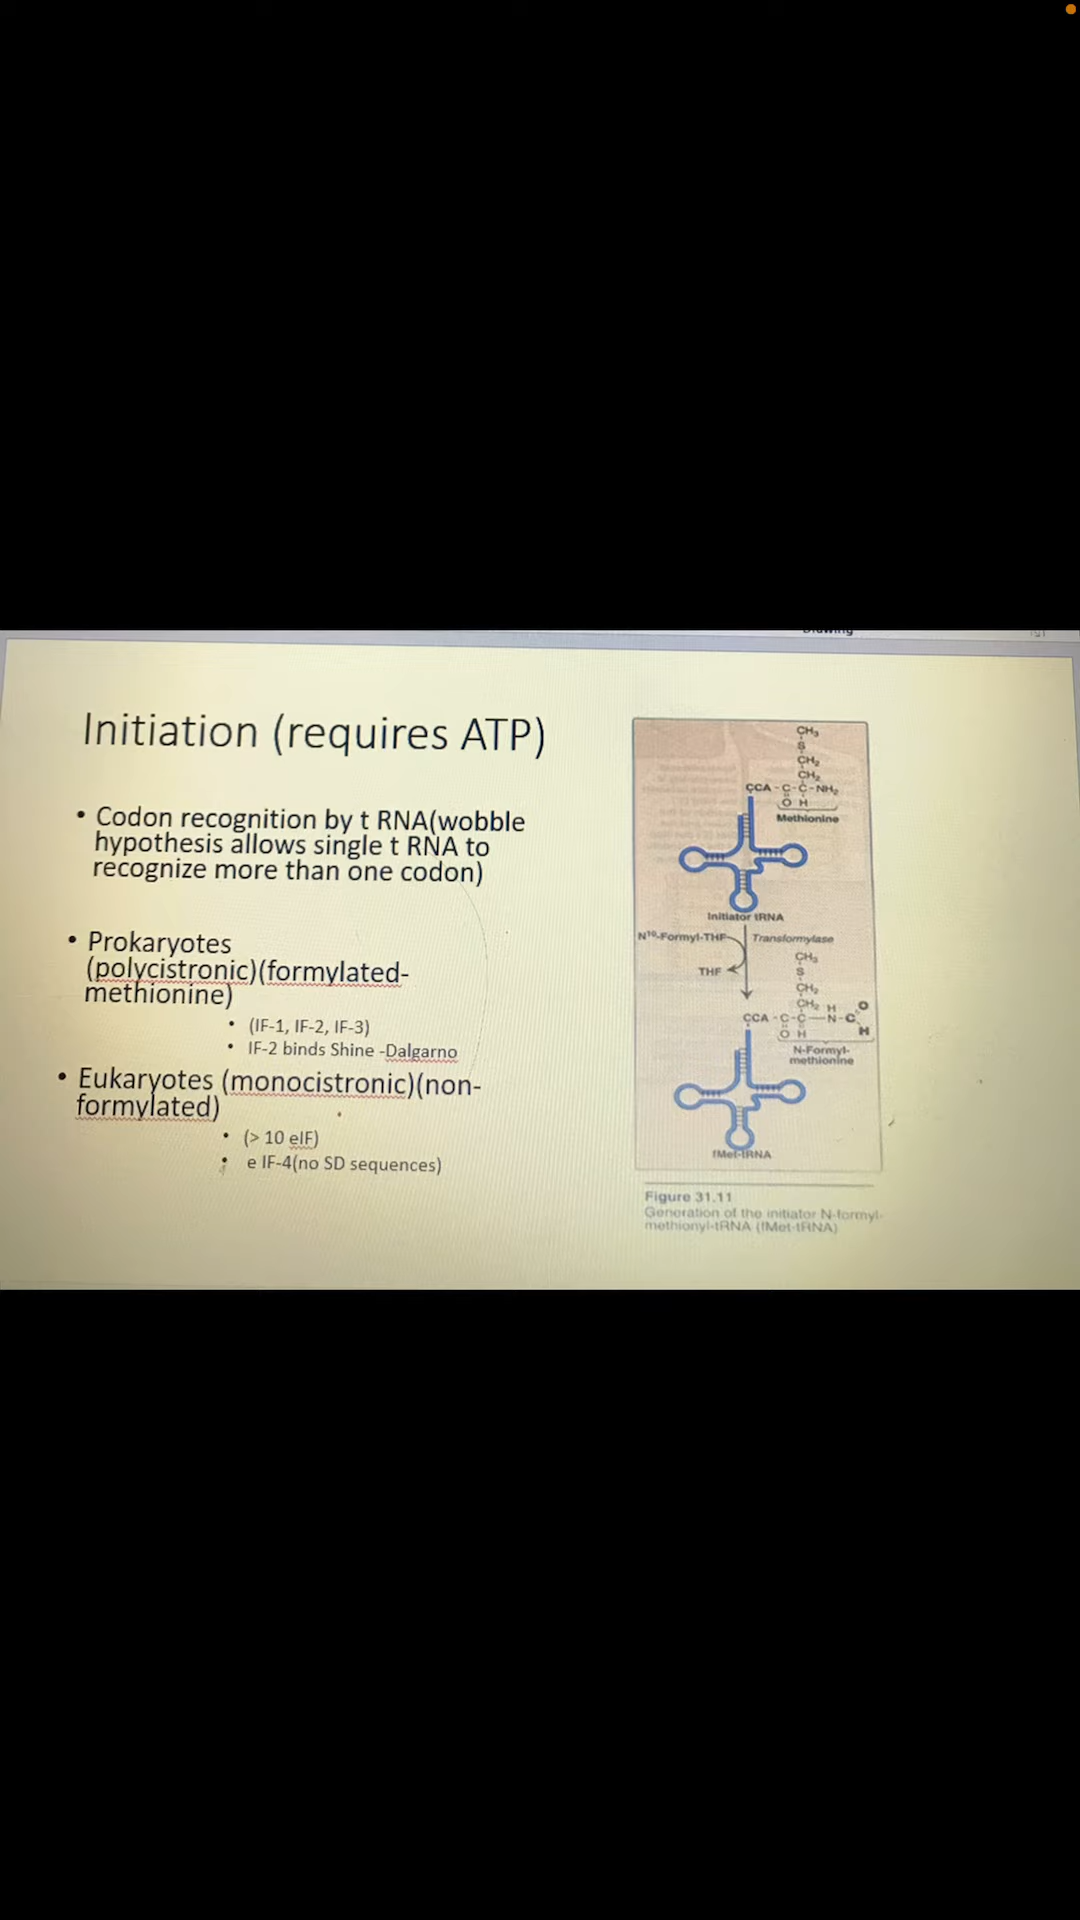 Drawing
Initiation (requires ATP)
• Codon recognition by t RNA(wobble
hypothesis allows single t RNA to
recognize more than one codon)
• Prokaryotes
(polycistronic)(formylated-
methionine)
• (IF-1, IF-2, IF-3)
• IF-2 binds Shine -Dalgarno
• Eukaryotes (monocistronic)(non-
formylated)
• (> 10 eIF)
• e IF-4(no SD sequences)
CH₃
S
CH₂
CH₂
CCA - C - C - NH₂
O H
Methionine
Initiator tRNA
N¹⁰-Formyl-THF
Transformylase
THF
CH₃
S
CH₂
CH₂ H O
CCA - C - C — N - C
O H H
N-Formyl-
methionine
fMet-tRNA
Figure 31.11
Generation of the initiator N-formyl-
methionyl-tRNA (fMet-tRNA)